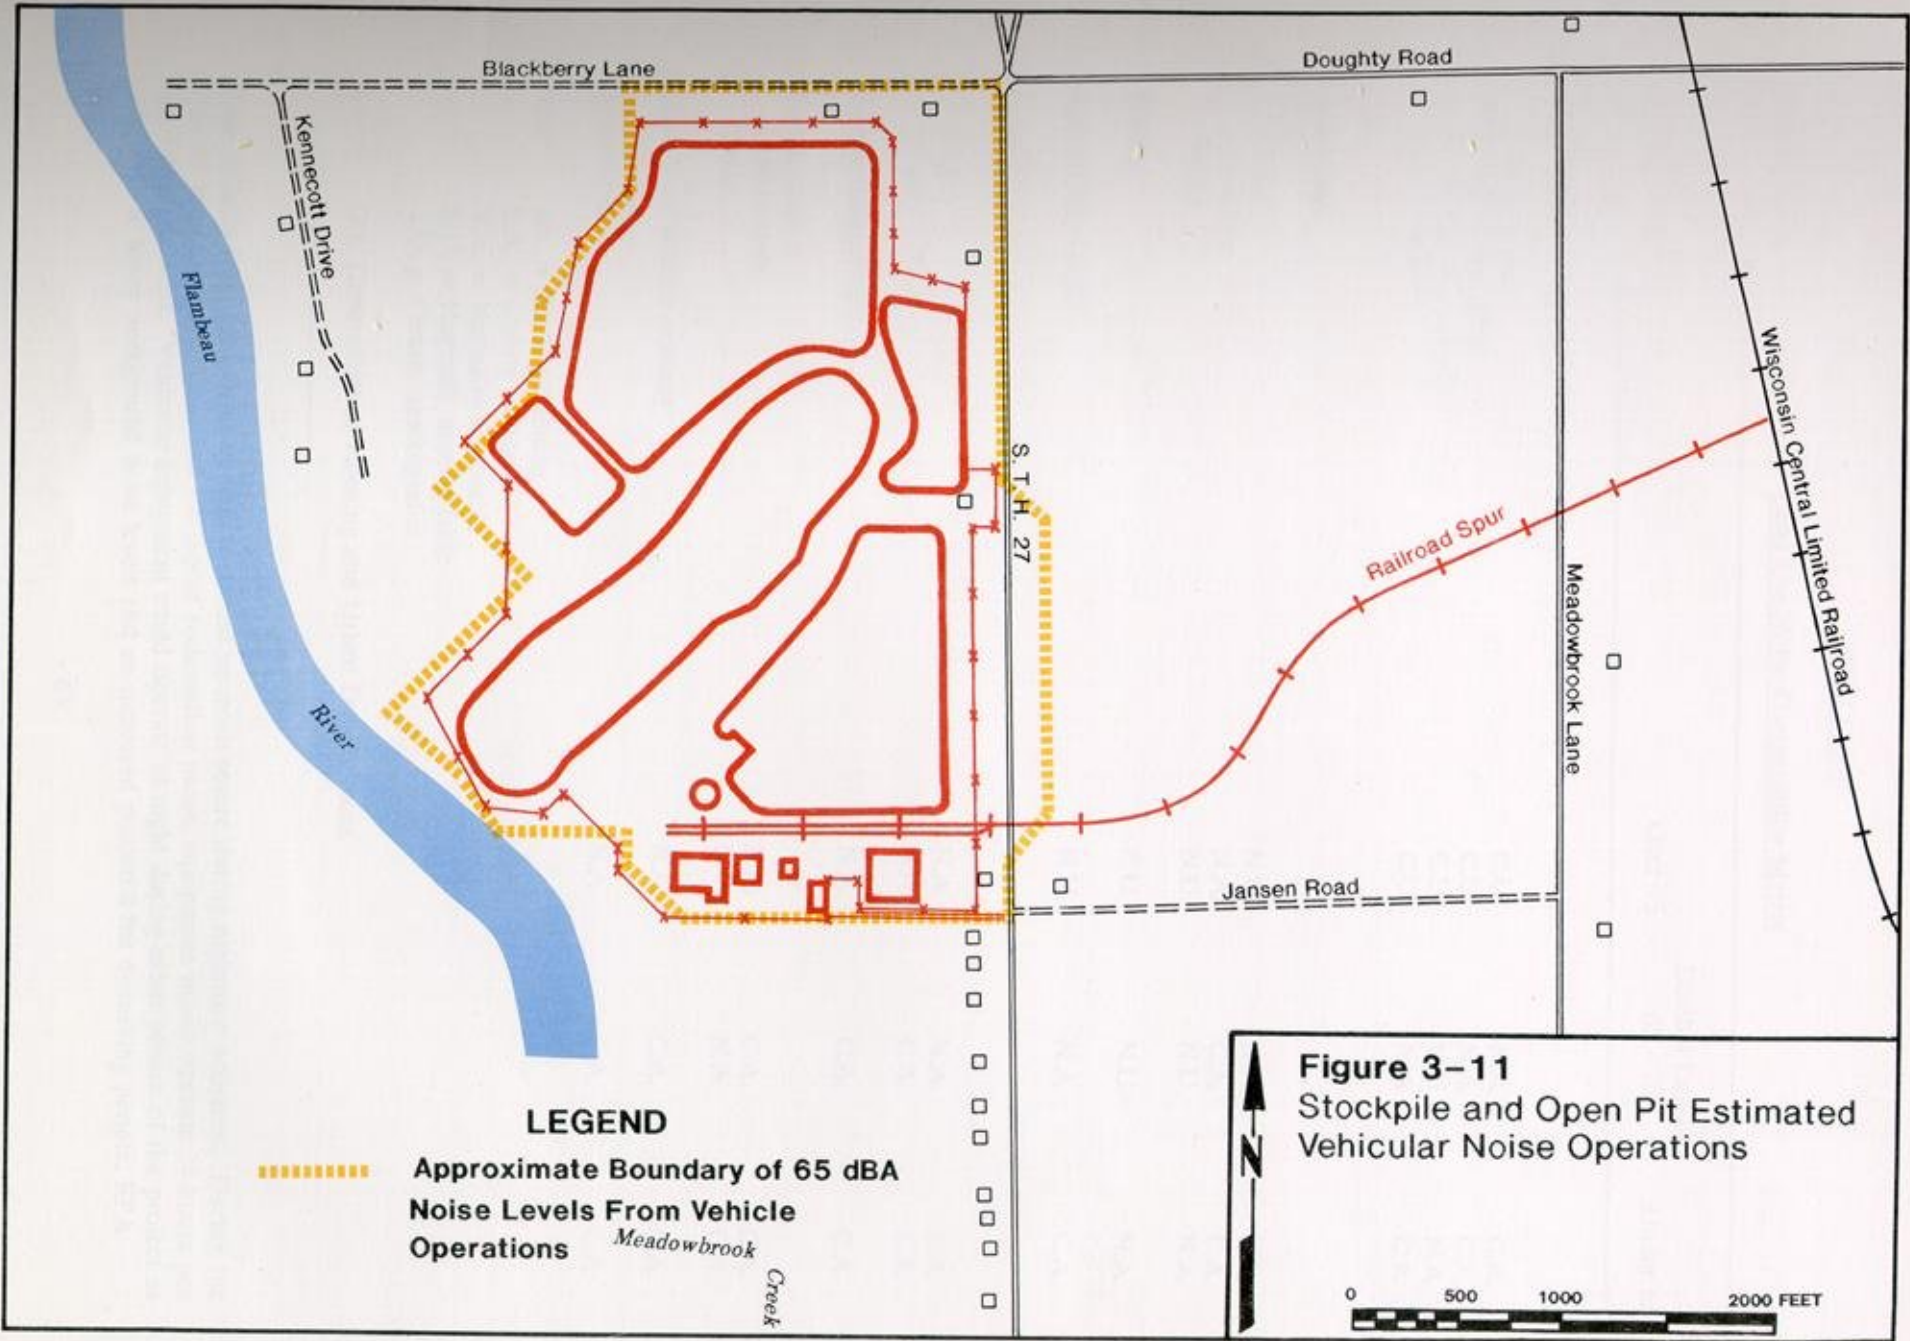 Blackberry Lane
Doughty Road
Kennecott Drive
Flambeau
River
S. T. H. 27
Railroad Spur
Wisconsin Central Limited Railroad
Meadowbrook Lane
Jansen Road
LEGEND
Approximate Boundary of 65 dBA
Noise Levels From Vehicle
Operations
Meadowbrook
Creek
N
Figure 3-11
Stockpile and Open Pit Estimated
Vehicular Noise Operations
0 500 1000 2000 FEET